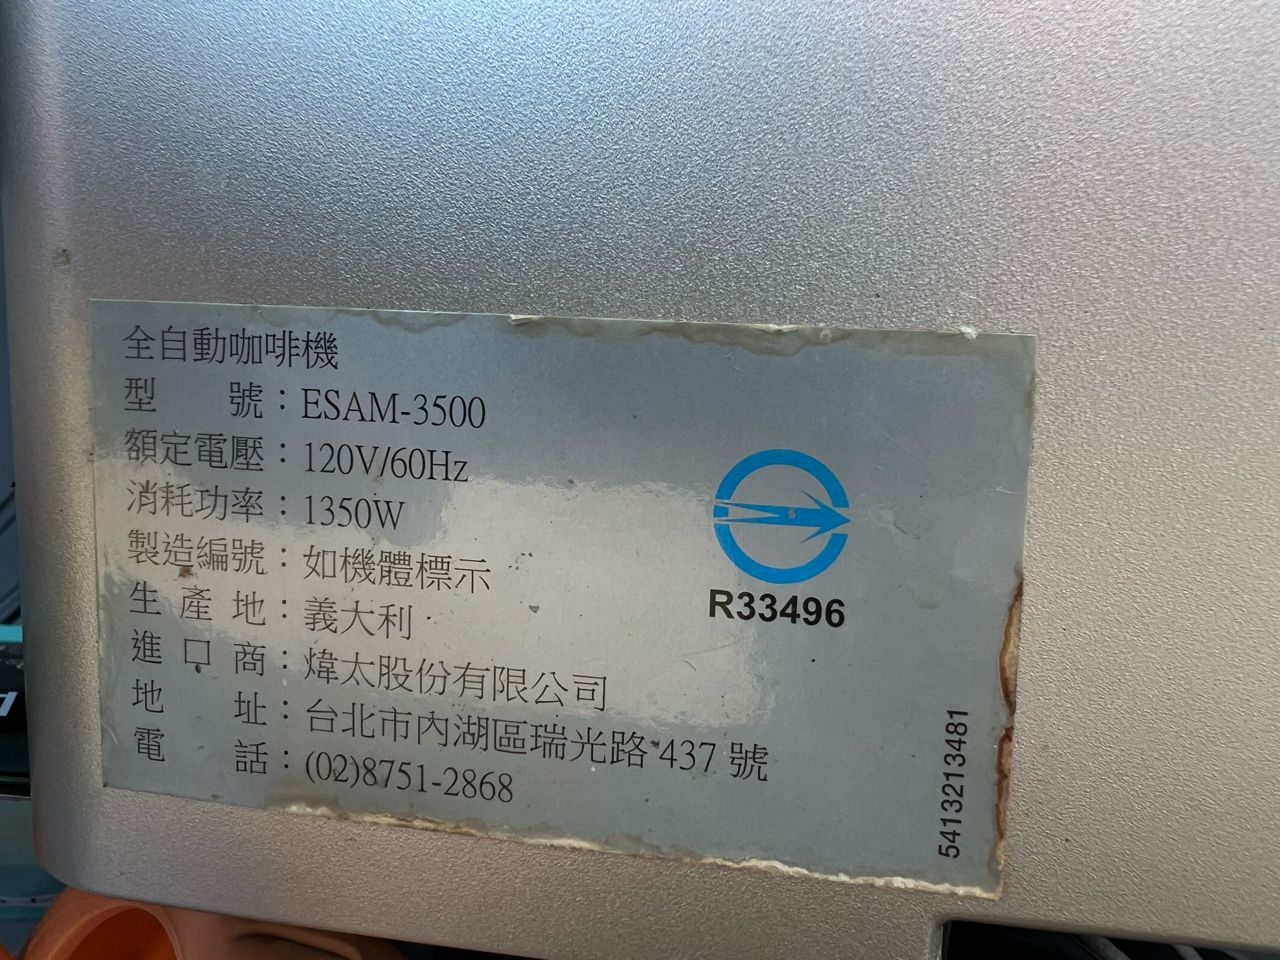 全自動咖啡機
型 號：ESAM-3500
額定電壓：120V/60Hz
消耗功率：1350W
製造編號：如機體標示
生 產 地：義大利
進 口 商：煒太股份有限公司
地 址：台北市內湖區瑞光路437號
電 話：(02)8751-2868
R33496
5413213481